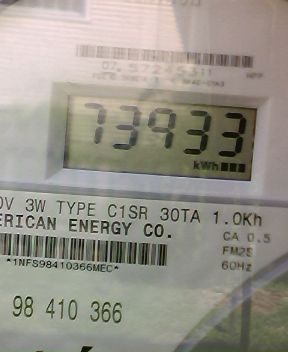 73933
kWh
0V 3W TYPE C1SR 30TA 1.0Kh
ERICAN ENERGY CO.
CA 0.5
FM2S
60Hz
*1NFS98410366MEC*
98 410 366